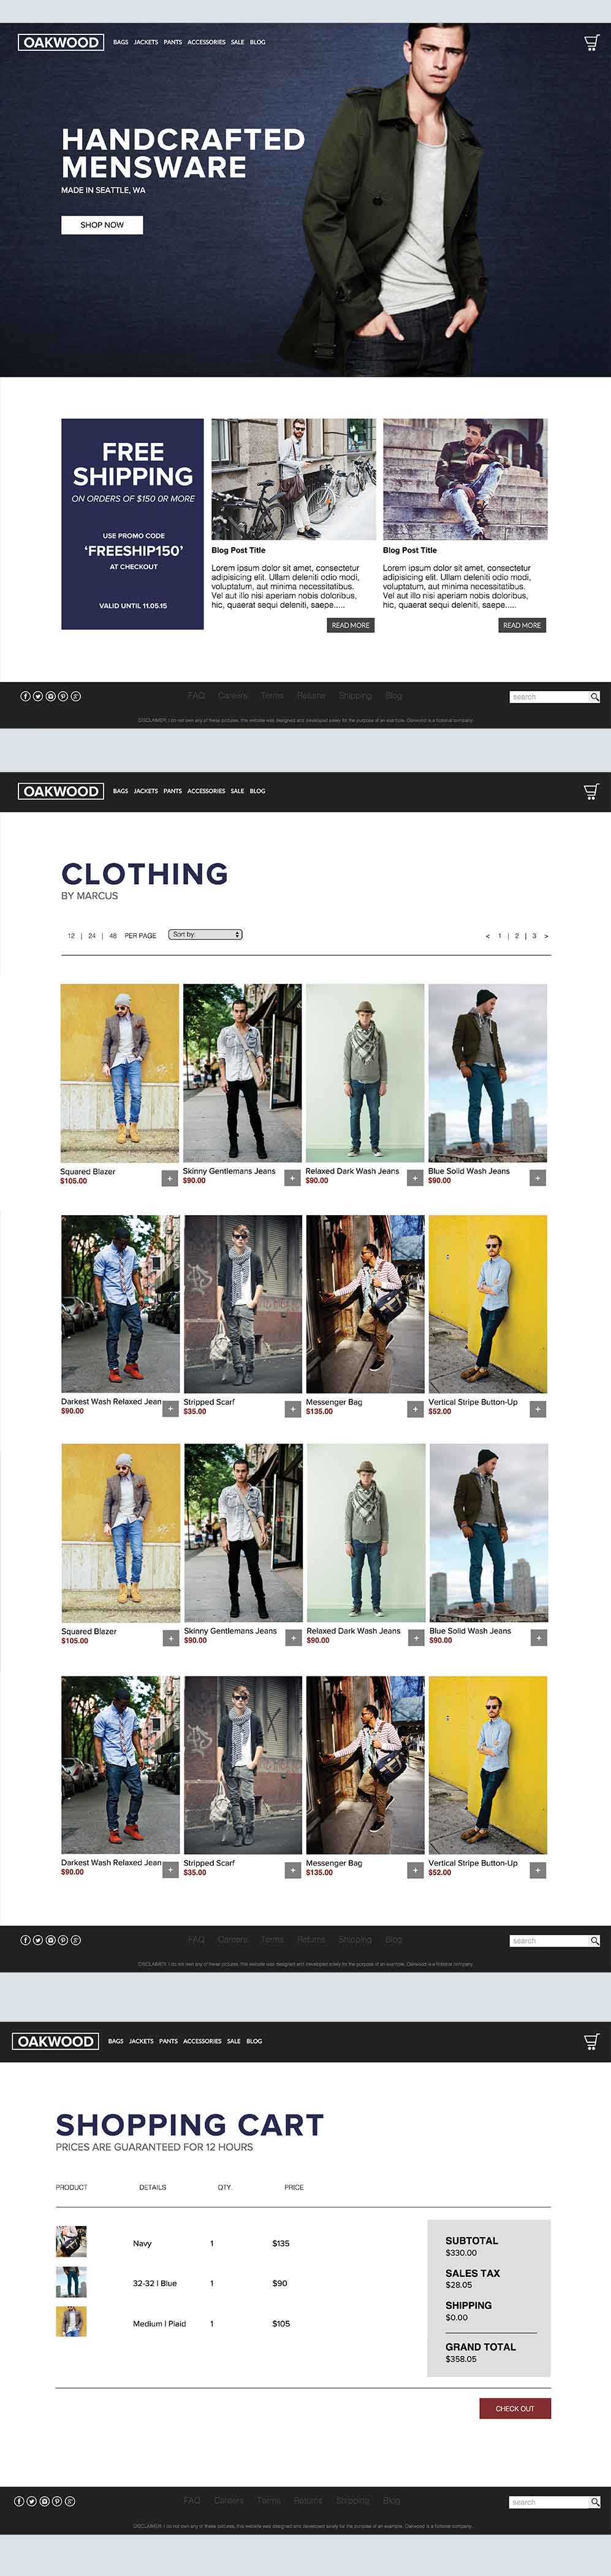 OAKWOOD
BAGS JACKETS PANTS ACCESSORIES SALE BLOG
HANDCRAFTED
MENSWARE
MADE IN SEATTLE, WA
SHOP NOW
FREE
SHIPPING
ON ORDERS OF $150 OR MORE
USE PROMO CODE
'FREESHIP150'
AT CHECKOUT
VALID UNTIL 11.05.15
Blog Post Title
Lorem ipsum dolor sit amet, consectetur
adipisicing elit. Ullam deleniti odio modi,
voluptatum, aut minima necessitatibus.
Vel aut illo nisi aperiam nobis doloribus,
hic, quaerat sequi deleniti, saepe.....
READ MORE
Blog Post Title
Lorem ipsum dolor sit amet, consectetur
adipisicing elit. Ullam deleniti odio modi,
voluptatum, aut minima necessitatibus.
Vel aut illo nisi aperiam nobis doloribus,
hic, quaerat sequi deleniti, saepe.....
READ MORE
FAQ Careers Terms Returns Shipping Blog
search
DISCLAIMER: I do not own any of these pictures, this website was designed and developed solely for the purpose of an example. Oakwood is a fictional company.
OAKWOOD
BAGS JACKETS PANTS ACCESSORIES SALE BLOG
CLOTHING
BY MARCUS
12 | 24 | 48 PER PAGE Sort by: < 1 | 2 | 3 >
Squared Blazer
$105.00
+
Skinny Gentlemans Jeans
$90.00
+
Relaxed Dark Wash Jeans
$90.00
+
Blue Solid Wash Jeans
$90.00
+
Darkest Wash Relaxed Jean
$90.00
+
Stripped Scarf
$35.00
+
Messenger Bag
$135.00
+
Vertical Stripe Button-Up
$52.00
+
Squared Blazer
$105.00
+
Skinny Gentlemans Jeans
$90.00
+
Relaxed Dark Wash Jeans
$90.00
+
Blue Solid Wash Jeans
$90.00
+
Darkest Wash Relaxed Jean
$90.00
+
Stripped Scarf
$35.00
+
Messenger Bag
$135.00
+
Vertical Stripe Button-Up
$52.00
+
FAQ Careers Terms Returns Shipping Blog
search
DISCLAIMER: I do not own any of these pictures, this website was designed and developed solely for the purpose of an example. Oakwood is a fictional company.
OAKWOOD
BAGS JACKETS PANTS ACCESSORIES SALE BLOG
SHOPPING CART
PRICES ARE GUARANTEED FOR 12 HOURS
PRODUCT DETAILS QTY. PRICE
Navy 1 $135
32-32 | Blue 1 $90
Medium | Plaid 1 $105
SUBTOTAL
$330.00
SALES TAX
$28.05
SHIPPING
$0.00
GRAND TOTAL
$358.05
CHECK OUT
FAQ Careers Terms Returns Shipping Blog
search
DISCLAIMER: I do not own any of these pictures, this website was designed and developed solely for the purpose of an example. Oakwood is a fictional company.